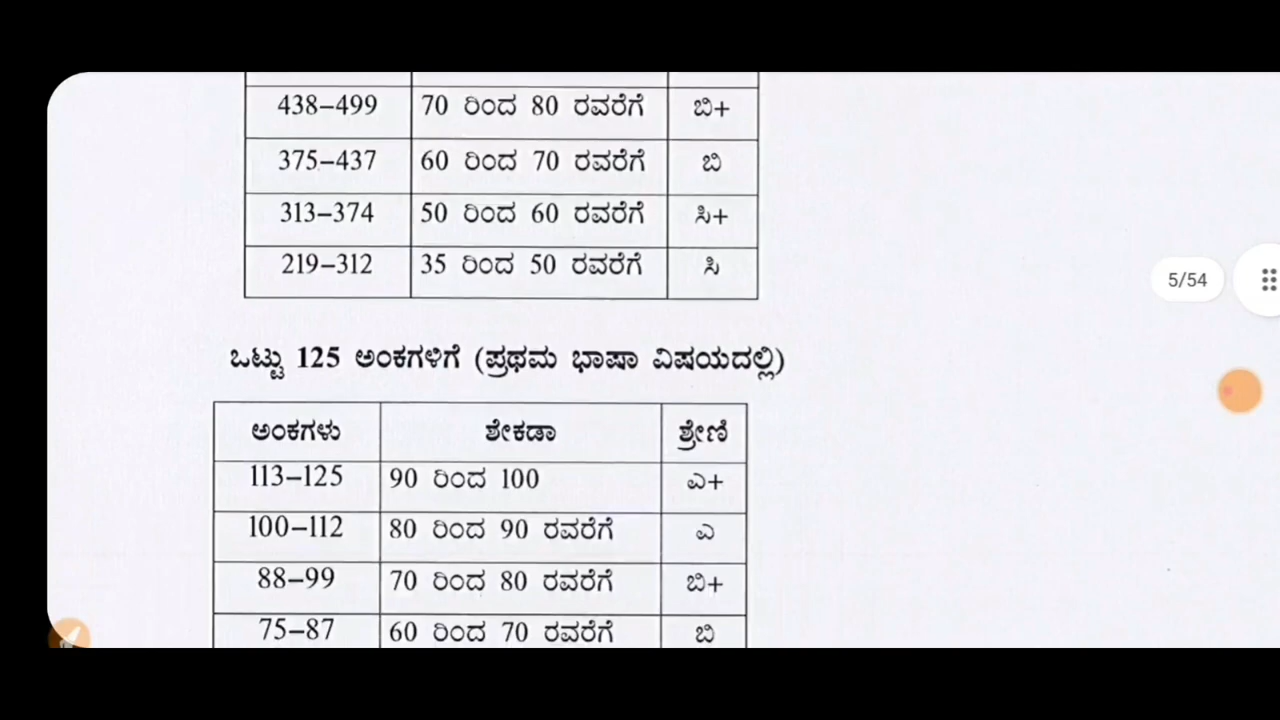 438–499 70 ರಿಂದ 80 ರವರೆಗೆ ಬಿ+
375–437 60 ರಿಂದ 70 ರವರೆಗೆ ಬಿ
313–374 50 ರಿಂದ 60 ರವರೆಗೆ ಸಿ+
219–312 35 ರಿಂದ 50 ರವರೆಗೆ ಸಿ
5/54
ಒಟ್ಟು 125 ಅಂಕಗಳಿಗೆ (ಪ್ರಥಮ ಭಾಷಾ ವಿಷಯದಲ್ಲಿ)
ಅಂಕಗಳು ಶೇಕಡಾ ಶ್ರೇಣಿ
113–125 90 ರಿಂದ 100 ಎ+
100–112 80 ರಿಂದ 90 ರವರೆಗೆ ಎ
88–99 70 ರಿಂದ 80 ರವರೆಗೆ ಬಿ+
75–87 60 ರಿಂದ 70 ರವರೆಗೆ ಬಿ